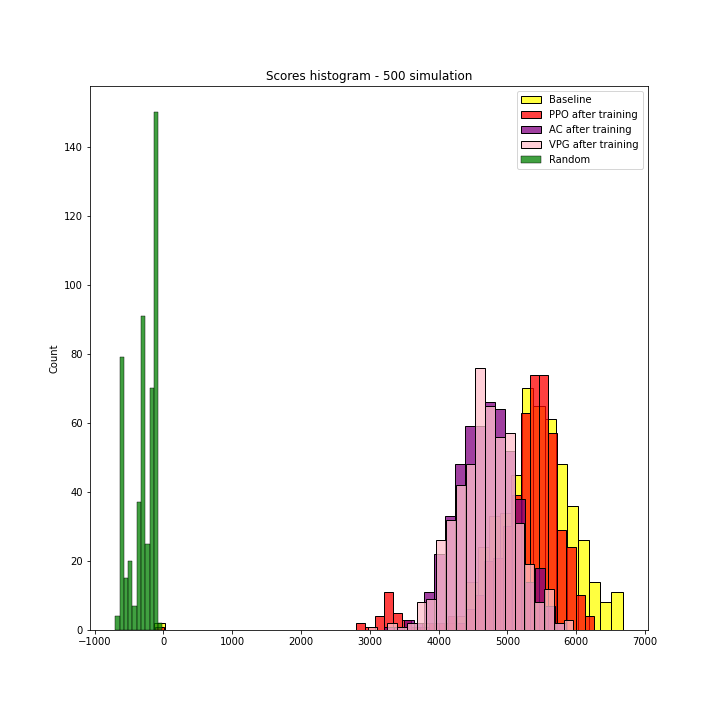 Scores histogram - 500 simulation
Baseline
PPO after training
AC after training
VPG after training
Random
Count
140
120
100
80
60
40
20
0
−1000 0 1000 2000 3000 4000 5000 6000 7000